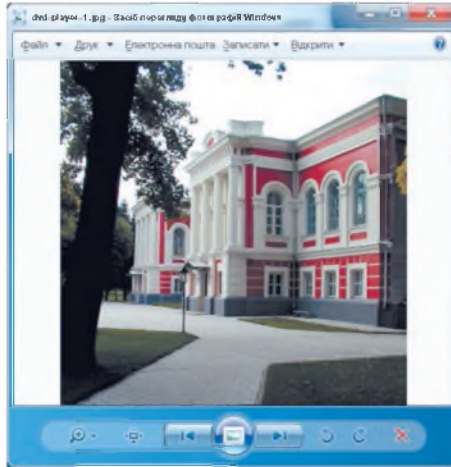 dvd-player-1.jpg - Засіб перегляду фотографій Windows
Файл Друк Електронна пошта Записати Відкрити